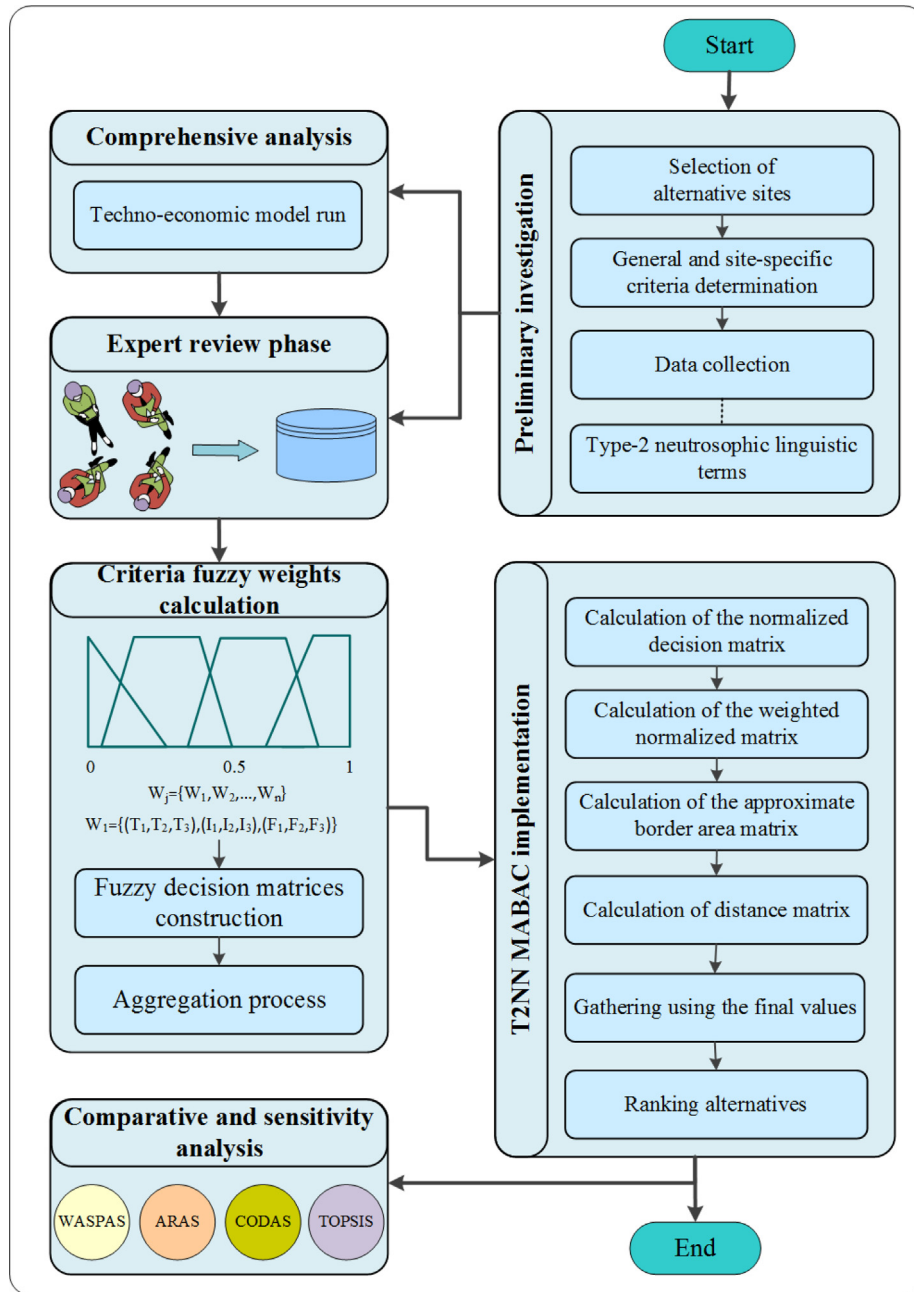 Start
Preliminary investigation
Selection of
alternative sites
General and site-specific
criteria determination
Data collection
Type-2 neutrosophic linguistic
terms
Comprehensive analysis
Techno-economic model run
Expert review phase
Criteria fuzzy weights
calculation
0 0.5 1
Wj={W1,W2,...,Wn}
W1={(T1,T2,T3),(I1,I2,I3),(F1,F2,F3)}
Fuzzy decision matrices
construction
Aggregation process
T2NN MABAC implementation
Calculation of the normalized
decision matrix
Calculation of the weighted
normalized matrix
Calculation of the approximate
border area matrix
Calculation of distance matrix
Gathering using the final values
Ranking alternatives
Comparative and sensitivity
analysis
WASPAS ARAS CODAS TOPSIS
End